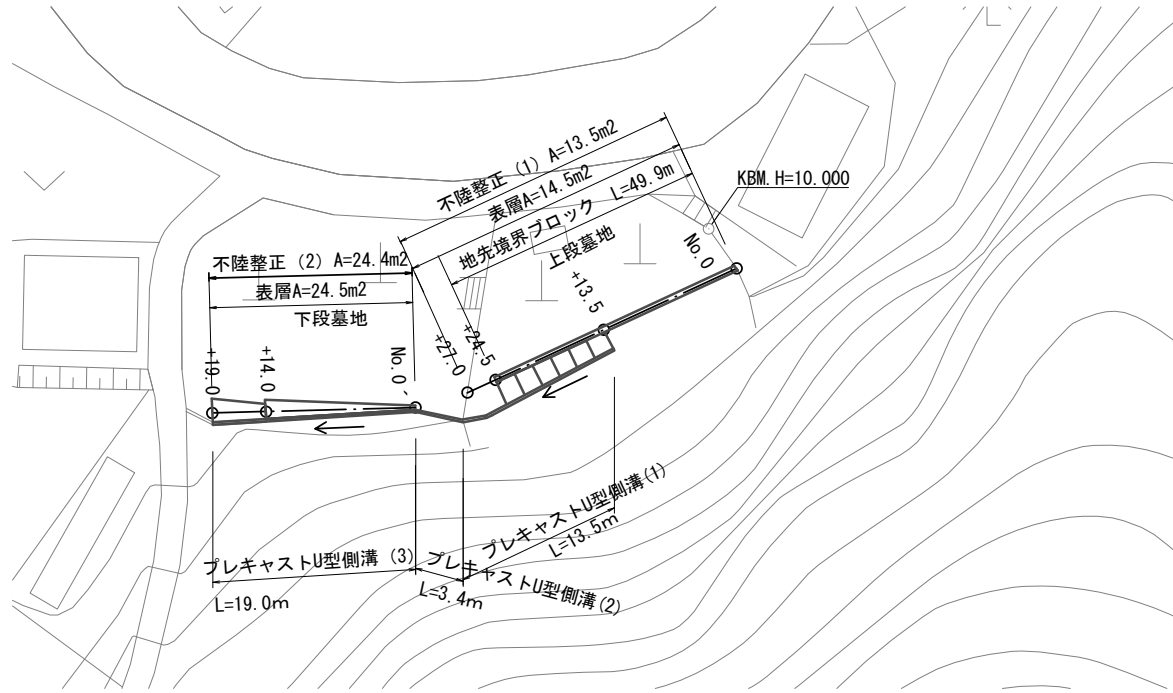 不陸整正（1）A=13.5m2
表層A=14.5m2
地先境界ブロック L=49.9m
上段墓地
KBM.H=10.000
No.0
+13.5
+24.5
+27.0
不陸整正（2）A=24.4m2
表層A=24.5m2
下段墓地
No.0'
+14.0
+19.0
プレキャストU型側溝(1)
L=13.5m
プレキャストU型側溝(2)
L=3.4m
プレキャストU型側溝（3）
L=19.0m